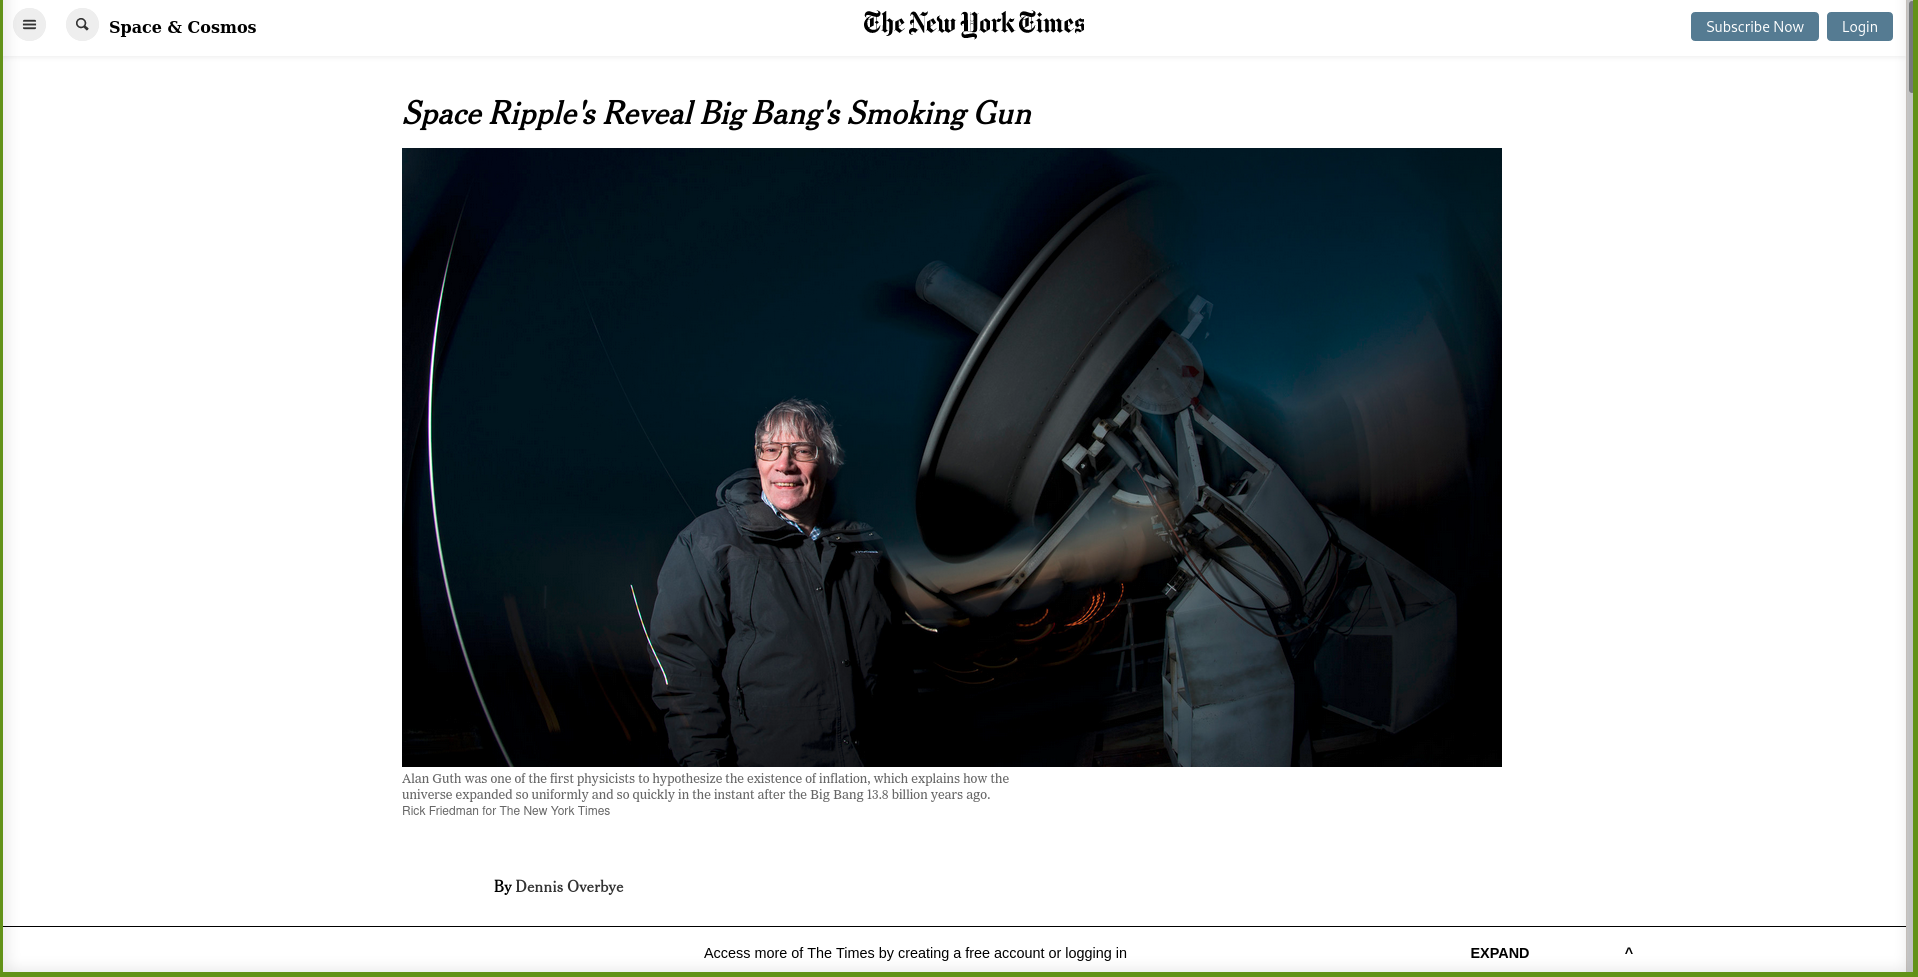 Space & Cosmos
The New York Times
Subscribe Now
Login
Space Ripple's Reveal Big Bang's Smoking Gun
Alan Guth was one of the first physicists to hypothesize the existence of inflation, which explains how the
universe expanded so uniformly and so quickly in the instant after the Big Bang 13.8 billion years ago.
Rick Friedman for The New York Times
By Dennis Overbye
Access more of The Times by creating a free account or logging in
EXPAND
^